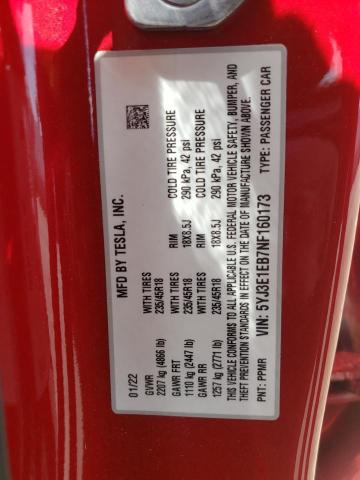 MFD BY TESLA, INC.
01/22
GVWR
2207 kg (4866 lb)
WITH TIRES
235/45R18
RIM
18X8.5J
COLD TIRE PRESSURE
290 kPa, 42 psi
GAWR FRT
1110 kg (2447 lb)
WITH TIRES
235/45R18
RIM
18X8.5J
COLD TIRE PRESSURE
290 kPa, 42 psi
GAWR RR
1257 kg (2771 lb)
THIS VEHICLE CONFORMS TO ALL APPLICABLE U.S. FEDERAL MOTOR VEHICLE SAFETY, BUMPER, AND
THEFT PREVENTION STANDARDS IN EFFECT ON THE DATE OF MANUFACTURE SHOWN ABOVE.
VIN: 5YJ3E1EB7NF160173
PNT: PPMR
TYPE: PASSENGER CAR